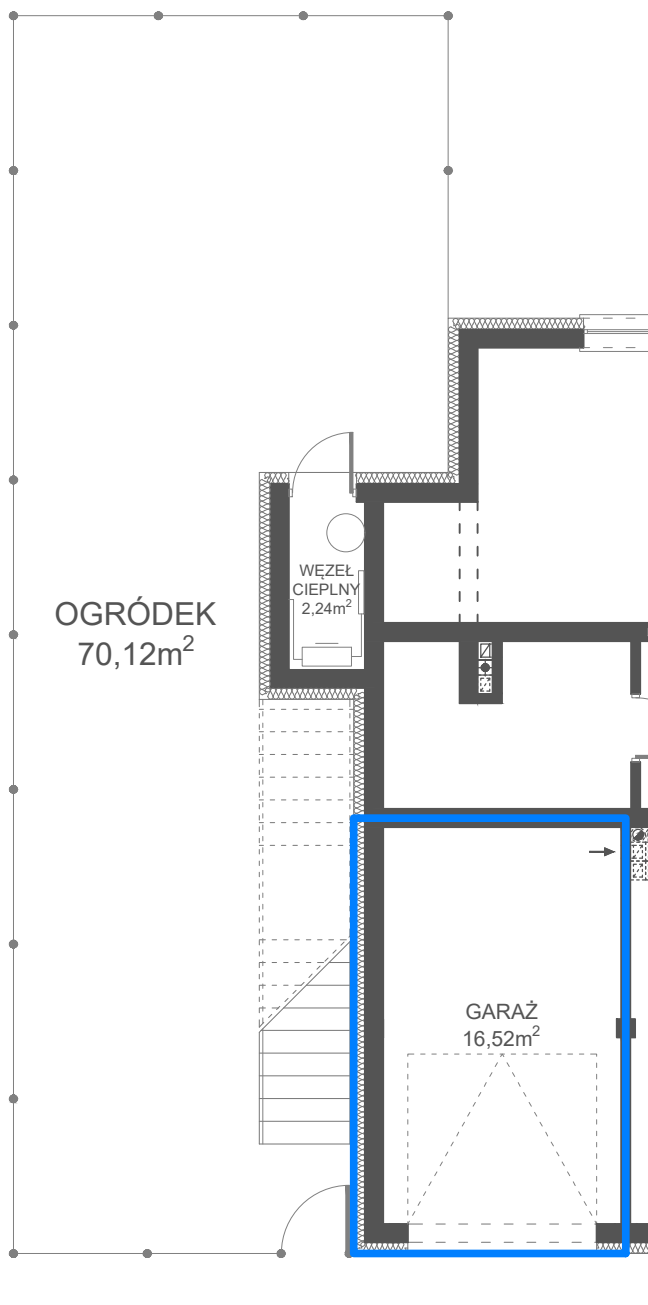 WĘZEŁ
CIEPLNY
2,24m²
OGRÓDEK
70,12m²
GARAŻ
16,52m²